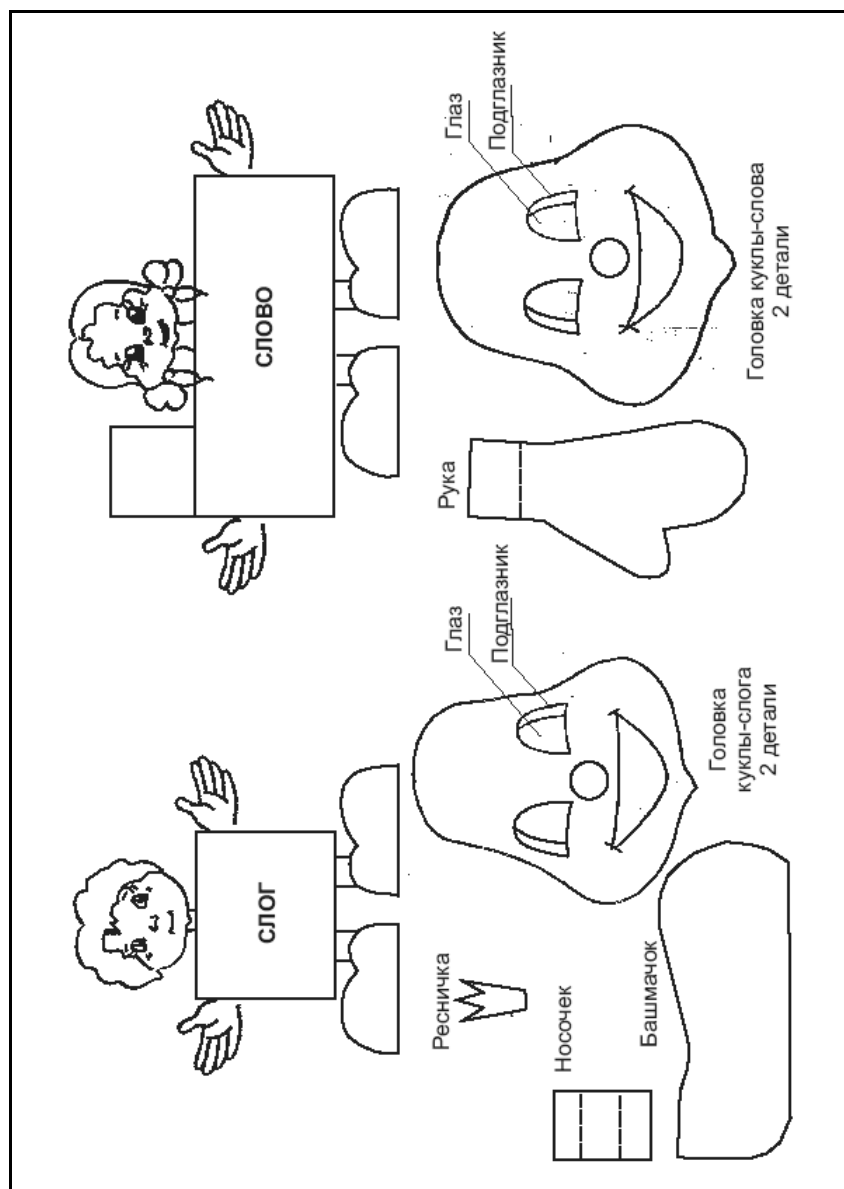 СЛОГ
СЛОВО
Ресничка
Носочек
Башмачок
Глаз
Подглазник
Головка
куклы-слога
2 детали
Рука
Глаз
Подглазник
Головка куклы-слова
2 детали